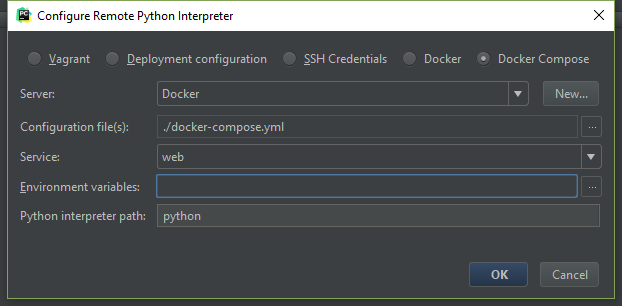 PC Configure Remote Python Interpreter
Vagrant Deployment configuration SSH Credentials Docker Docker Compose
Server: Docker New...
Configuration file(s): ./docker-compose.yml ...
Service: web
Environment variables: ...
Python interpreter path: python
OK Cancel